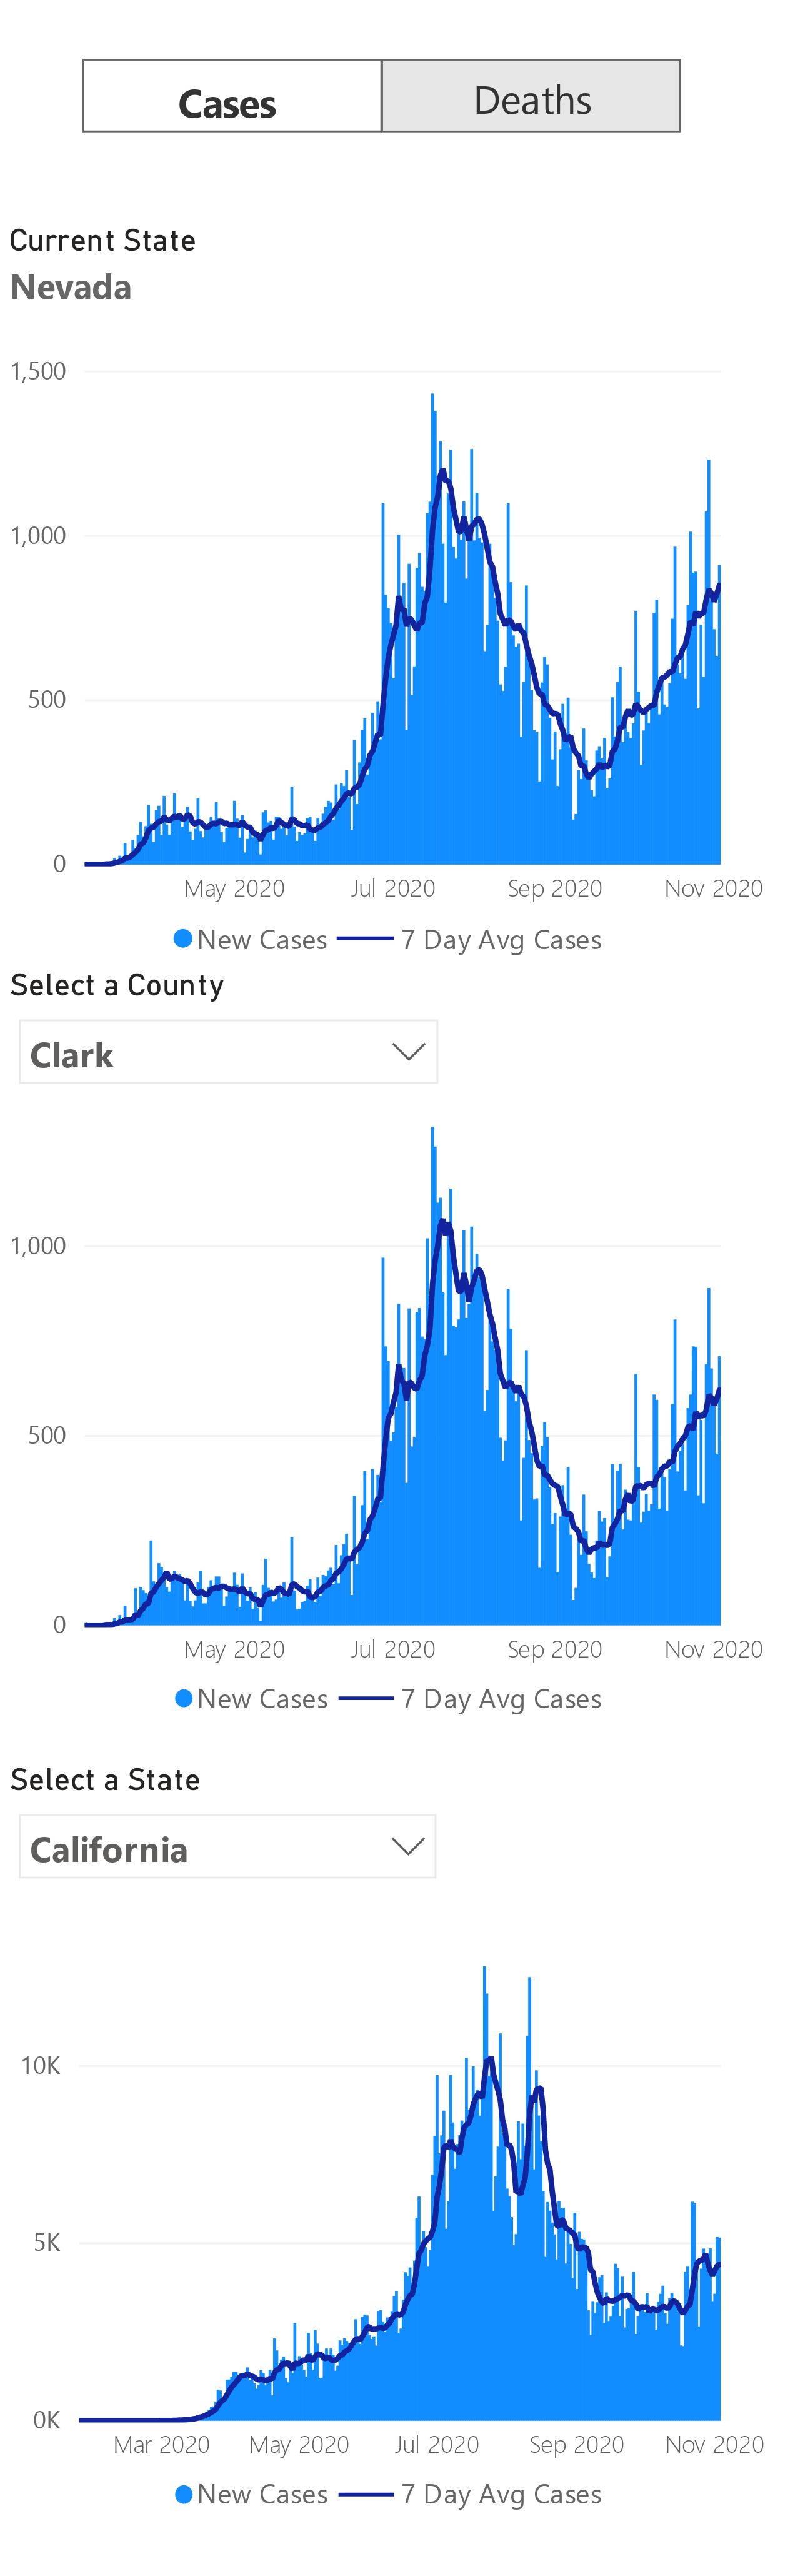 Cases Deaths
Current State
Nevada
1,500
1,000
500
0
May 2020 Jul 2020 Sep 2020 Nov 2020
New Cases 7 Day Avg Cases
Select a County
Clark
1,000
500
0
May 2020 Jul 2020 Sep 2020 Nov 2020
New Cases 7 Day Avg Cases
Select a State
California
10K
5K
0K
Mar 2020 May 2020 Jul 2020 Sep 2020 Nov 2020
New Cases 7 Day Avg Cases